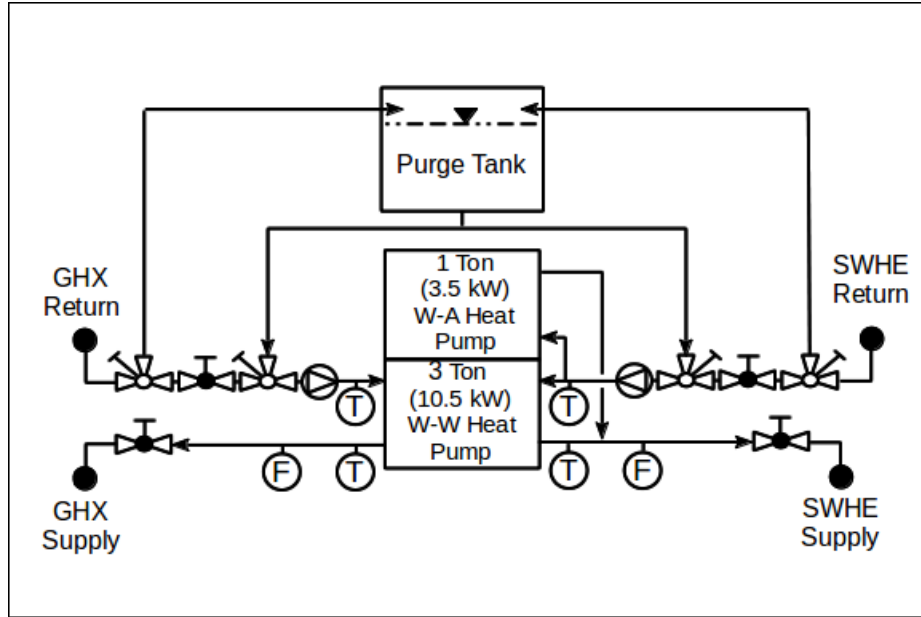 Purge Tank
GHX
Return
1 Ton
(3.5 kW)
W-A Heat
Pump
SWHE
Return
3 Ton
(10.5 kW)
W-W Heat
Pump
T
T
F
T
T
F
GHX
Supply
SWHE
Supply